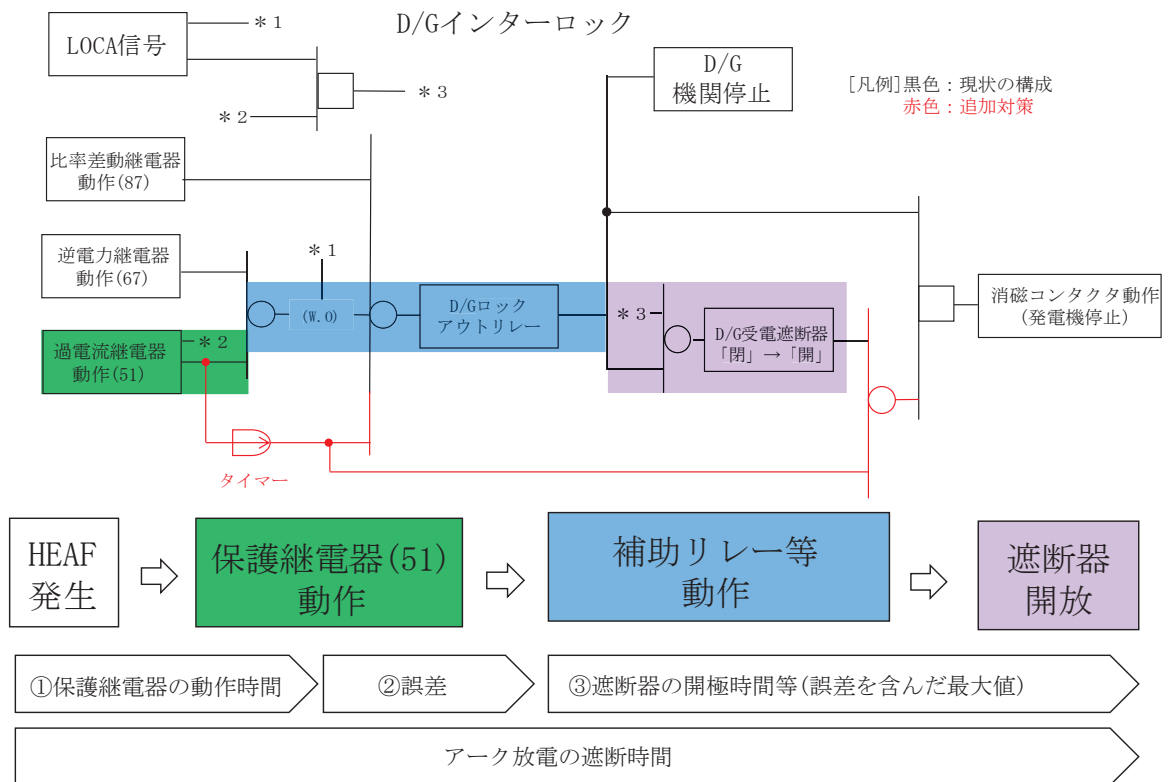 D/Gインターロック
LOCA信号
*1
*2
*3
D/G
機関停止
[凡例]黒色:現状の構成
赤色:追加対策
比率差動継電器
動作(87)
逆電力継電器
動作(67)
*1
(W.O)
D/Gロック
アウトリレー
*3
D/G受電遮断器
「閉」→「開」
消磁コンタクタ動作
(発電機停止)
過電流継電器
動作(51)
*2
タイマー
HEAF
発生
保護継電器(51)
動作
補助リレー等
動作
遮断器
開放
①保護継電器の動作時間
②誤差
③遮断器の開極時間等(誤差を含んだ最大値)
アーク放電の遮断時間